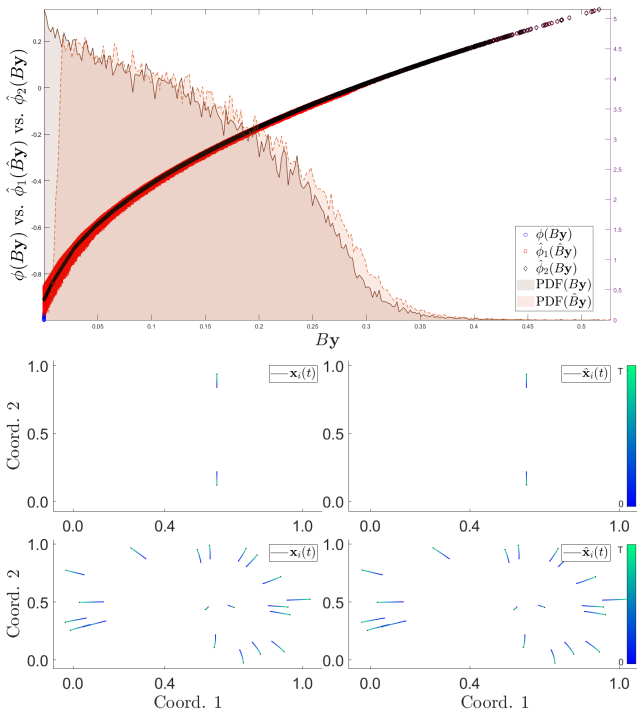 ϕ(By) vs. ϕ̂₁(B̂y) vs. ϕ̂₂(By)
0.2
0
-0.2
-0.4
-0.6
-0.8
5
4.5
4
3.5
3
2.5
2
1.5
1
0.5
0
ϕ(By)
ϕ̂₁(B̂y)
ϕ̂₂(By)
PDF(By)
PDF(B̂y)
0.05 0.1 0.15 0.2 0.25 0.3 0.35 0.4 0.45 0.5
By
Coord. 2
1.0
0.5
0.0
xᵢ(t)
0.0 0.4 1.0
1.0
0.5
0.0
x̂ᵢ(t)
T
0
0.0 0.4 1.0
Coord. 2
1.0
0.5
0.0
xᵢ(t)
0.0 0.4 1.0
Coord. 1
1.0
0.5
0.0
x̂ᵢ(t)
T
0
0.0 0.4 1.0
Coord. 1